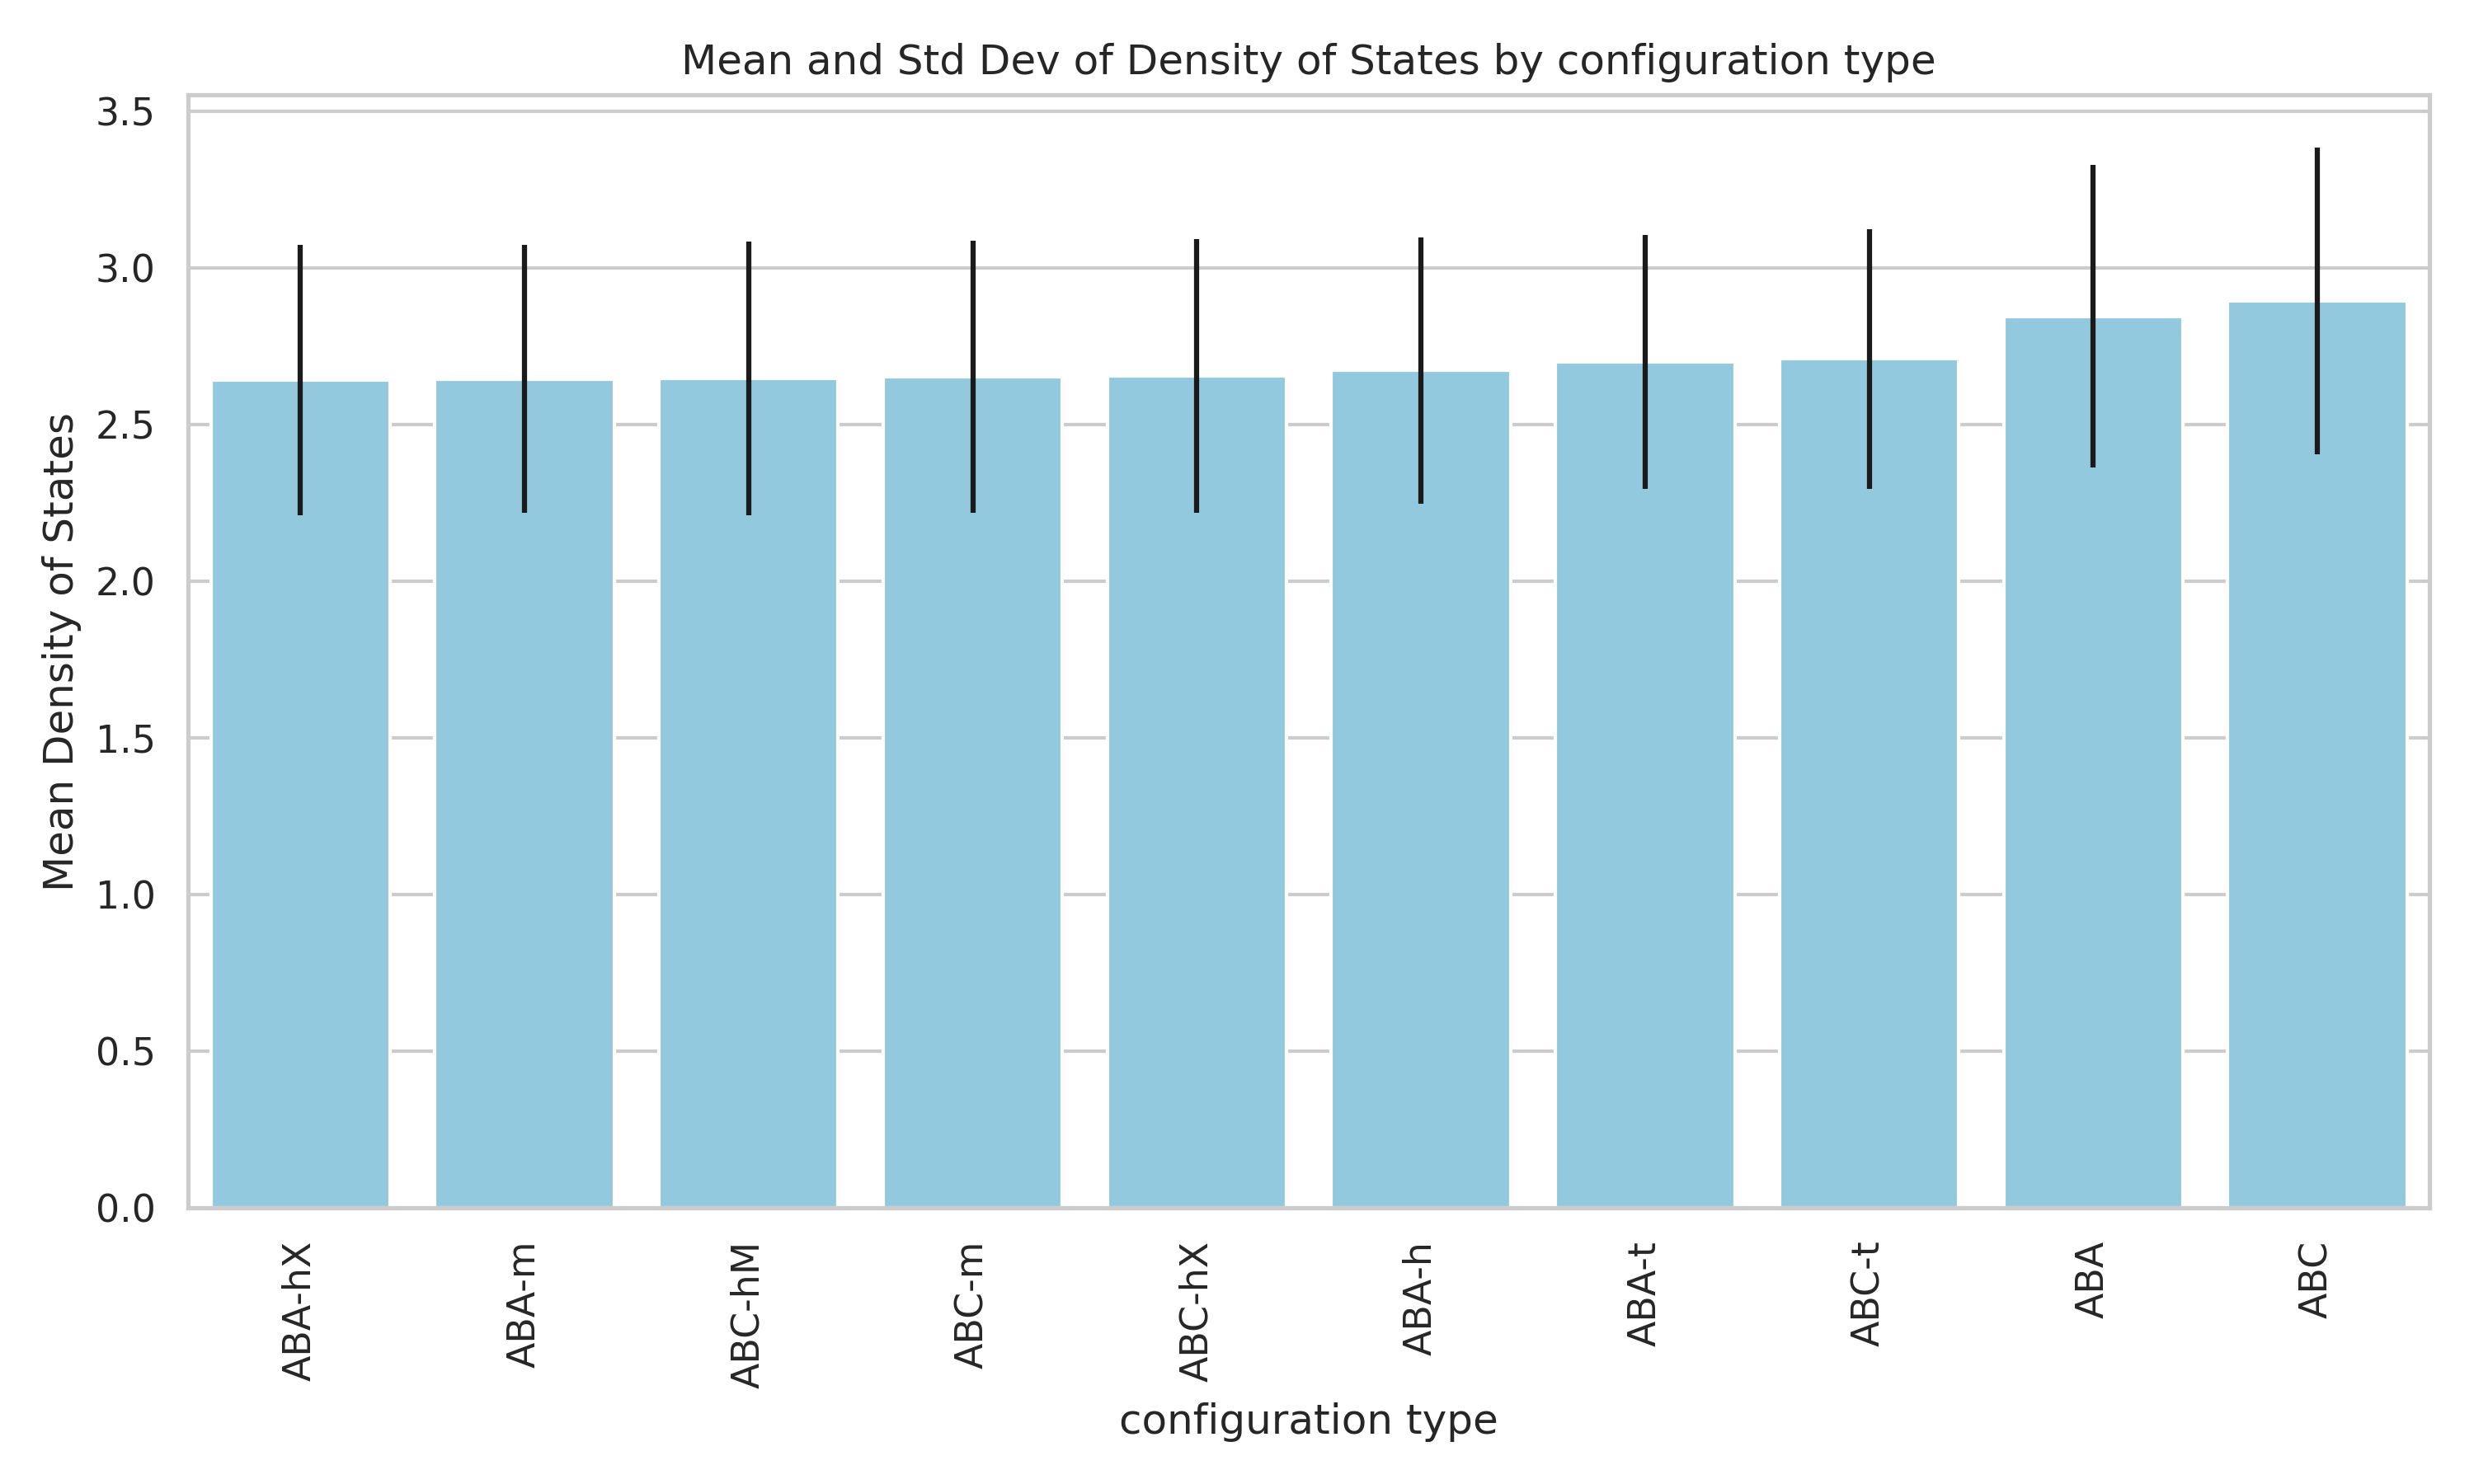 Mean and Std Dev of Density of States by configuration type
Mean Density of States
3.5
3.0
2.5
2.0
1.5
1.0
0.5
0.0
ABA-hX
ABA-m
ABC-hM
ABC-m
ABC-hX
ABA-h
ABA-t
ABC-t
ABA
ABC
configuration type